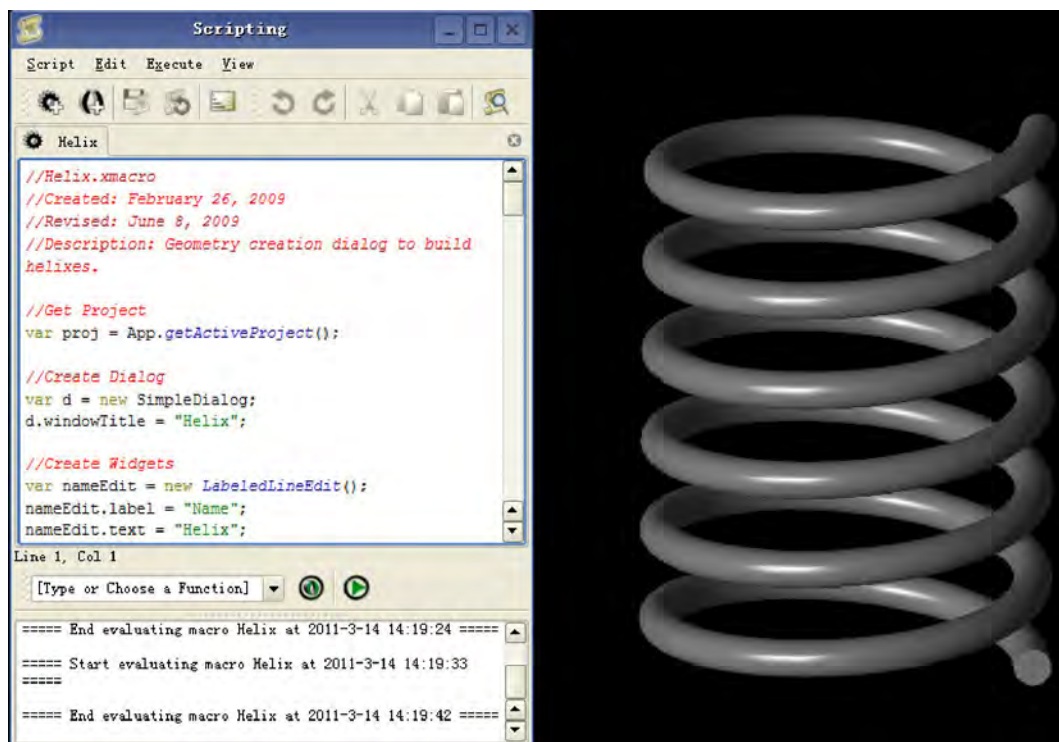 Scripting
Script Edit Execute View
Helix
//Helix.xmacro
//Created: February 26, 2009
//Revised: June 8, 2009
//Description: Geometry creation dialog to build
helixes.
//Get Project
var proj = App.getActiveProject();
//Create Dialog
var d = new SimpleDialog;
d.windowTitle = "Helix";
//Create Widgets
var nameEdit = new LabeledLineEdit();
nameEdit.label = "Name";
nameEdit.text = "Helix";
Line 1, Col 1
[Type or Choose a Function]
===== End evaluating macro Helix at 2011-3-14 14:19:24 =====
===== Start evaluating macro Helix at 2011-3-14 14:19:33
=====
===== End evaluating macro Helix at 2011-3-14 14:19:42 =====